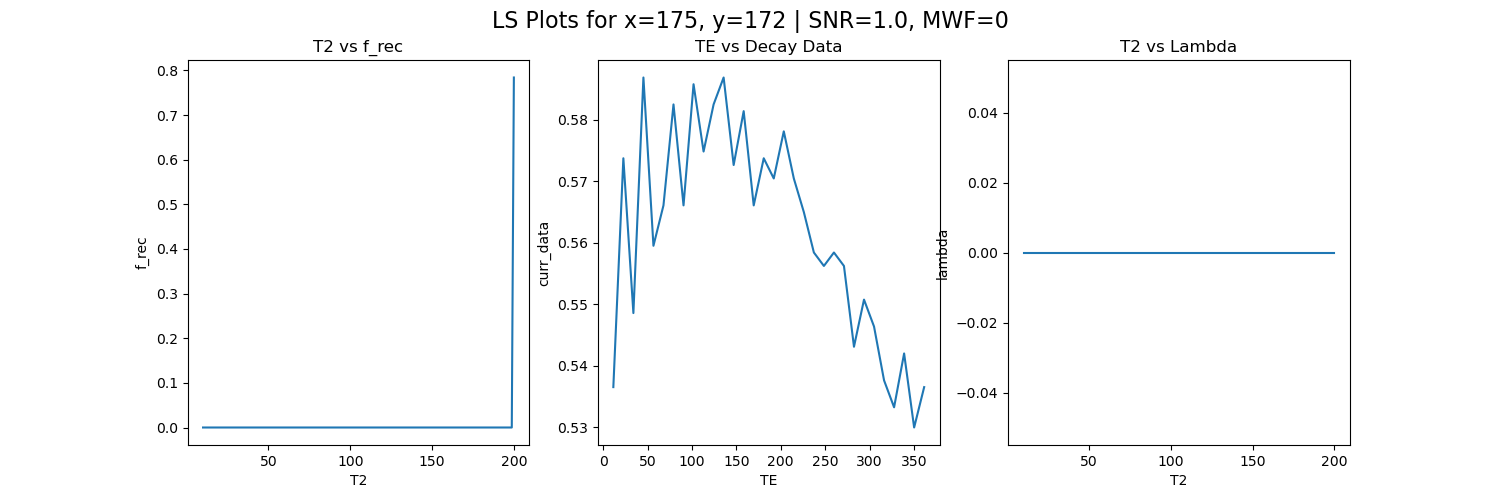 LS Plots for x=175, y=172 | SNR=1.0, MWF=0
T2 vs f_rec
0.8
0.7
0.6
0.5
0.4
0.3
0.2
0.1
0.0
f_rec
50 100 150 200
T2
TE vs Decay Data
0.58
0.57
0.56
0.55
0.54
0.53
curr_data
0 50 100 150 200 250 300 350
TE
T2 vs Lambda
0.04
0.02
0.00
−0.02
−0.04
lambda
50 100 150 200
T2